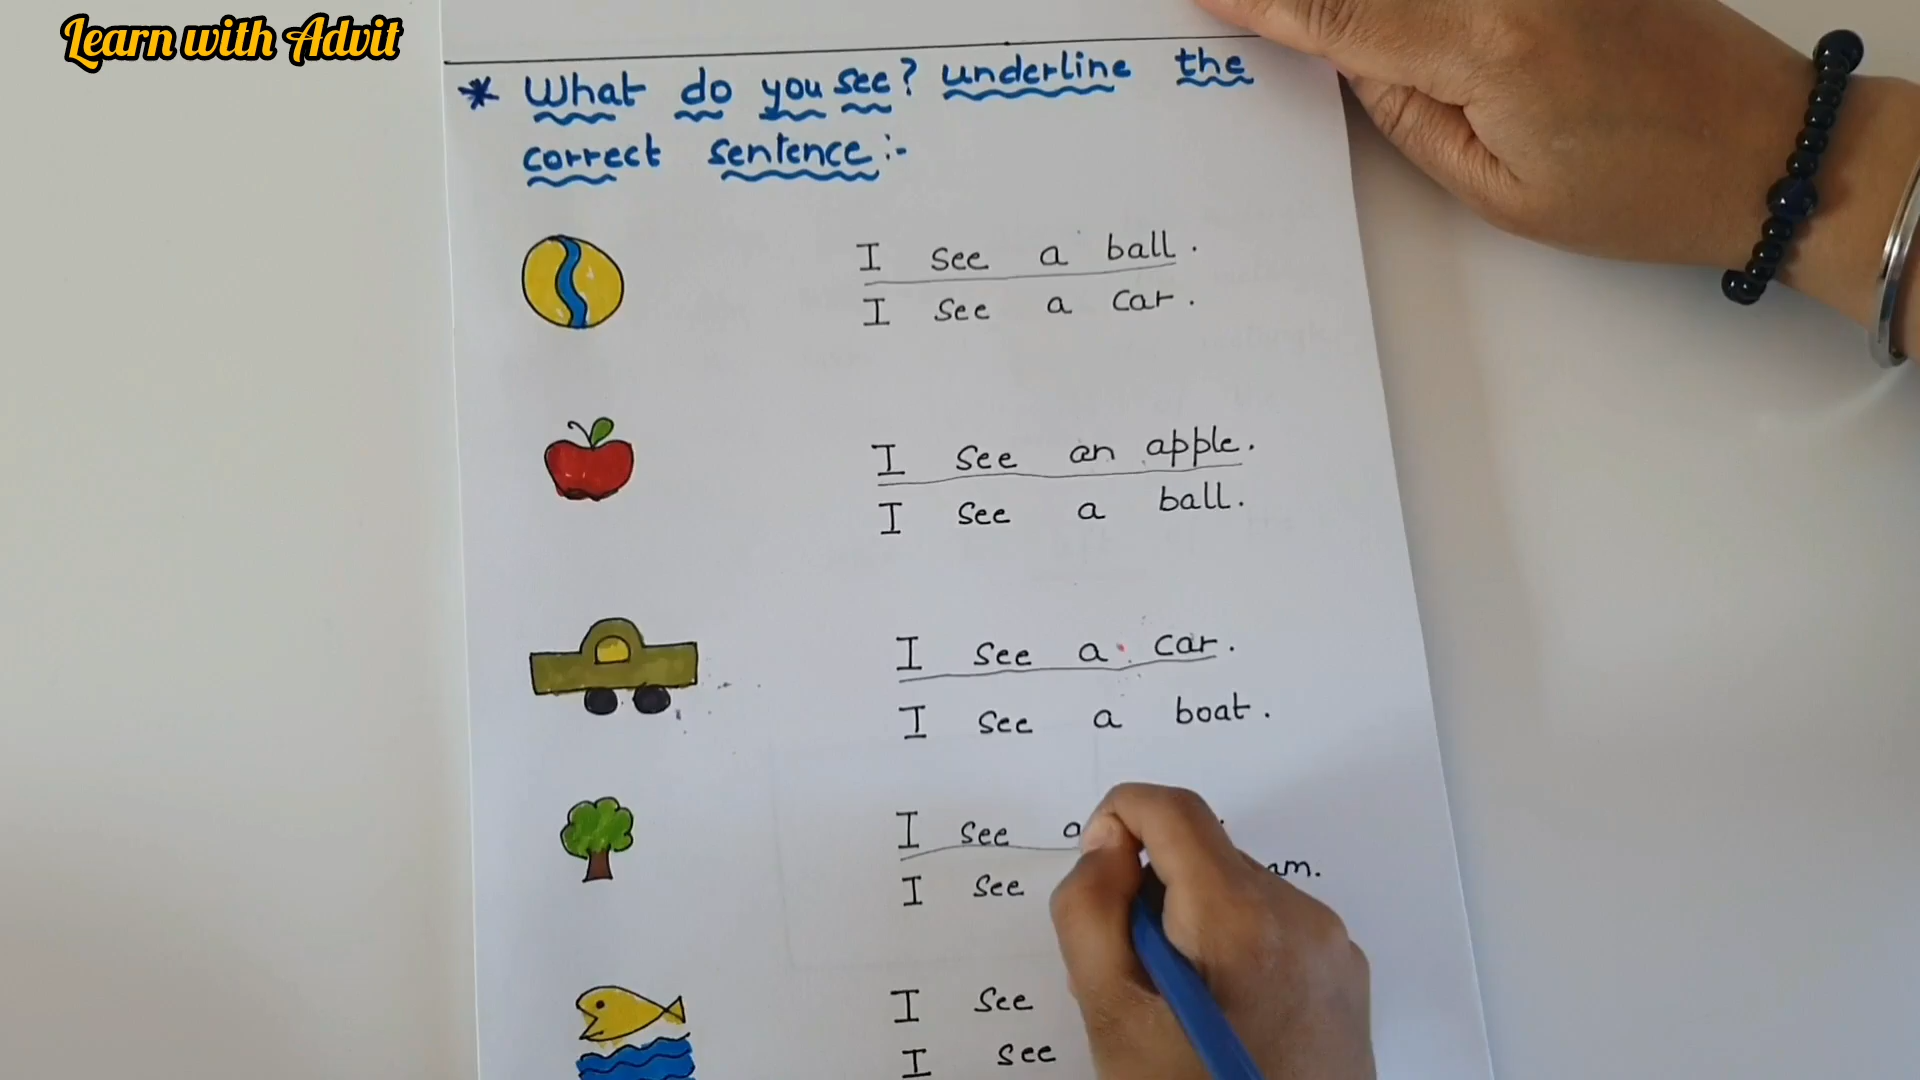 Learn with Advit
* What do you see? underline the
correct sentence:-
I see a ball.
I see a car.
I see an apple.
I see a ball.
I see a car.
I see a boat.
I see a
I see
I see
I see